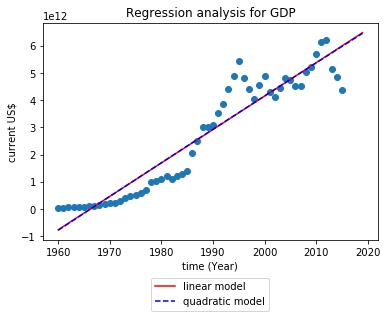 Regression analysis for GDP
1e12
6
5
4
3
2
1
0
−1
current US$
1960 1970 1980 1990 2000 2010 2020
time (Year)
linear model
quadratic model